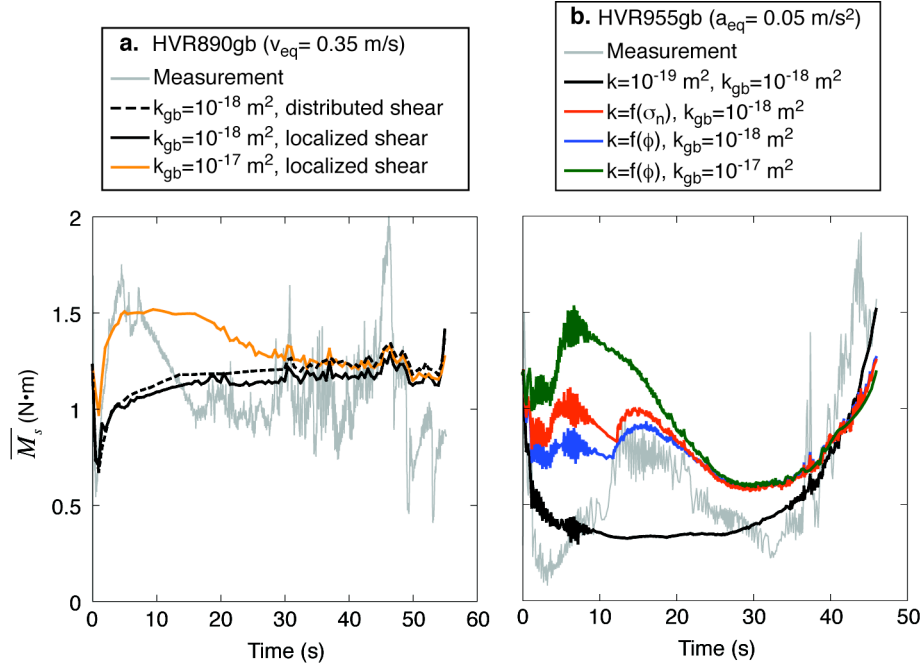 a. HVR890gb (v_eq= 0.35 m/s)
Measurement
k_gb=10^-18 m^2, distributed shear
k_gb=10^-18 m^2, localized shear
k_gb=10^-17 m^2, localized shear
b. HVR955gb (a_eq = 0.05 m/s^2)
Measurement
k=10^-19 m^2, k_gb=10^-18 m^2
k=f(σ_n), k_gb=10^-18 m^2
k=f(ϕ), k_gb=10^-18 m^2
k=f(ϕ), k_gb=10^-17 m^2
2
1.5
1
0.5
0
M_s (N•m)
0 10 20 30 40 50 60
Time (s)
0 10 20 30 40 50
Time (s)